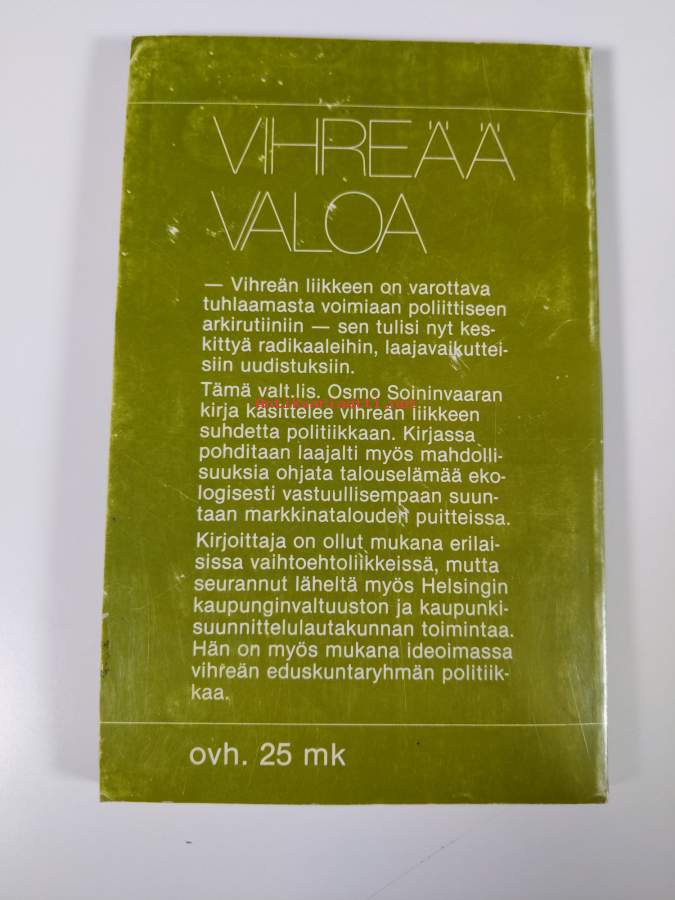 VIHREÄÄ
VALOA
— Vihreän liikkeen on varottava
tuhlaamasta voimiaan poliittiseen
arkirutiiniin — sen tulisi nyt kes-
kittyä radikaaleihin, laajavaikuttei-
siin uudistuksiin.
Tämä valt.lis. Osmo Soininvaaran
kirja käsittelee vihreän liikkeen
suhdetta politiikkaan. Kirjassa
pohditaan laajalti myös mahdolli-
suuksia ohjata talouselämää eko-
logisesti vastuullisempaan suun-
taan markkinatalouden puitteissa.
Kirjoittaja on ollut mukana erilai-
sissa vaihtoehtoliikkeissä, mutta
seurannut läheltä myös Helsingin
kaupunginvaltuuston ja kaupunki-
suunnittelulautakunnan toimintaa.
Hän on myös mukana ideoimassa
vihreän eduskuntaryhmän politiik-
kaa.
ovh. 25 mk